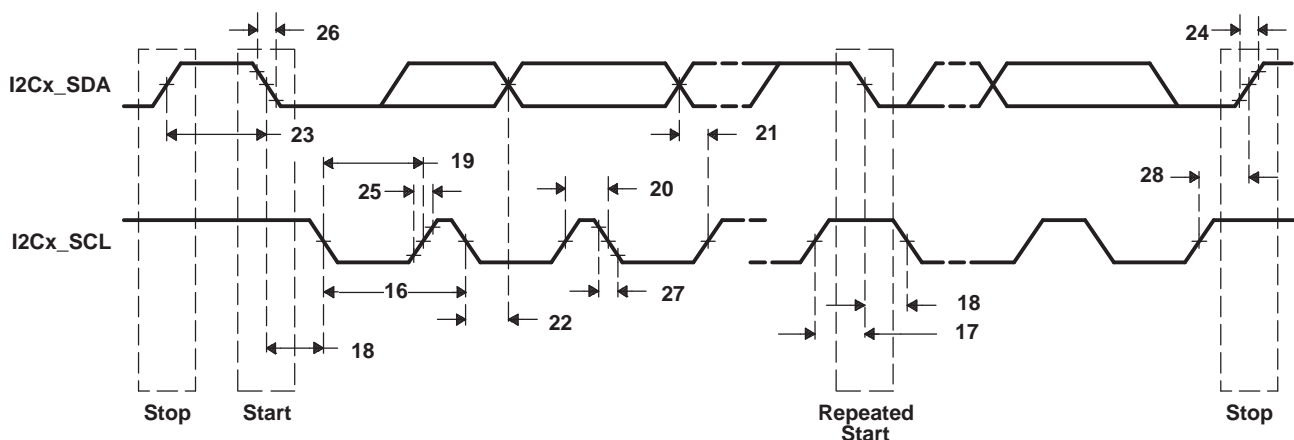 26
24
I2Cx_SDA
23
21
19
25
20
28
I2Cx_SCL
16
27
18
22
17
18
Stop
Start
Repeated
Start
Stop